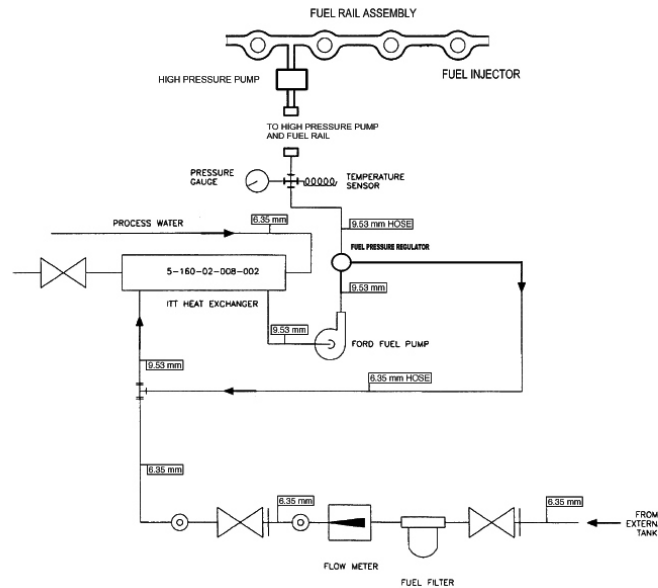 FUEL RAIL ASSEMBLY
HIGH PRESSURE PUMP
FUEL INJECTOR
TO HIGH PRESSURE PUMP
AND FUEL RAIL
PRESSURE
GAUGE
TEMPERATURE
SENSOR
6.35 mm
9.53 mm HOSE
PROCESS WATER
FUEL PRESSURE REGULATOR
5-160-02-008-002
9.53 mm
ITT HEAT EXCHANGER
9.53 mm
FORD FUEL PUMP
9.53 mm
6.35 mm HOSE
6.35 mm
6.35 mm
6.35 mm
FROM
EXTERN
TANK
FLOW METER
FUEL FILTER